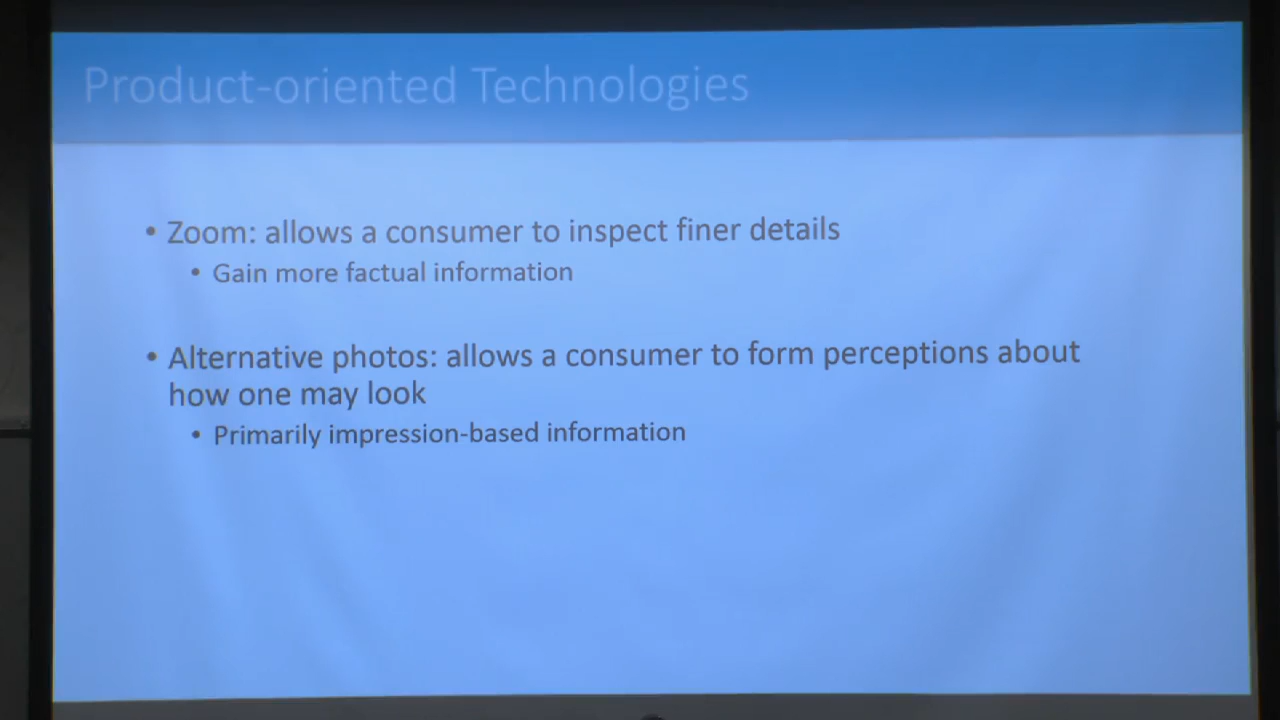 Product-oriented Technologies
• Zoom: allows a consumer to inspect finer details
• Gain more factual information
• Alternative photos: allows a consumer to form perceptions about
how one may look
• Primarily impression-based information